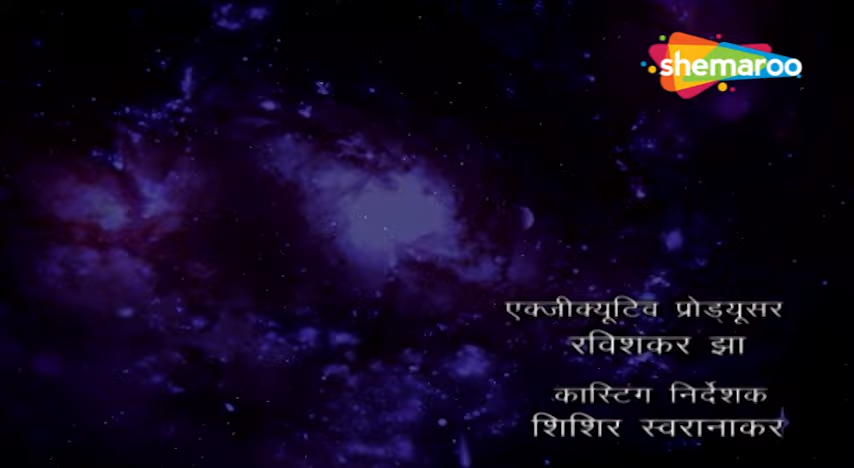 shemaroo
एक्जीक्यूटिव प्रोड्यूसर
रविशंकर झा
कास्टिंग निर्देशक
शिशिर स्वरानाकर